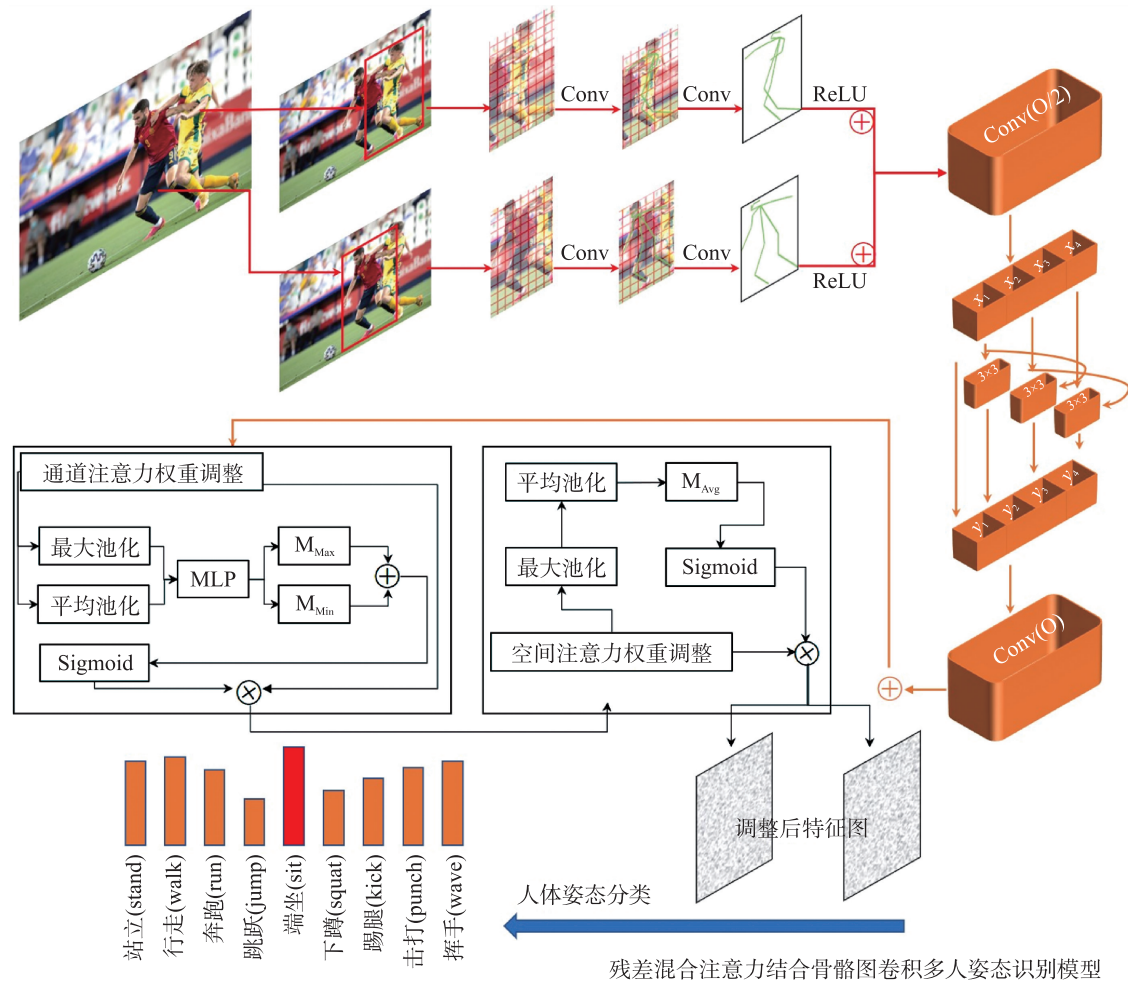 Conv
Conv
ReLU
Conv
Conv
ReLU
Conv(O/2)
x1
x2
x3
x4
3×3
3×3
3×3
y1
y2
y3
y4
Conv(O)
通道注意力权重调整
最大池化
平均池化
MLP
MMax
MMin
Sigmoid
平均池化
MAvg
最大池化
Sigmoid
空间注意力权重调整
调整后特征图
站立(stand)
行走(walk)
奔跑(run)
跳跃(jump)
端坐(sit)
下蹲(squat)
踢腿(kick)
击打(punch)
挥手(wave)
人体姿态分类
残差混合注意力结合骨骼图卷积多人姿态识别模型